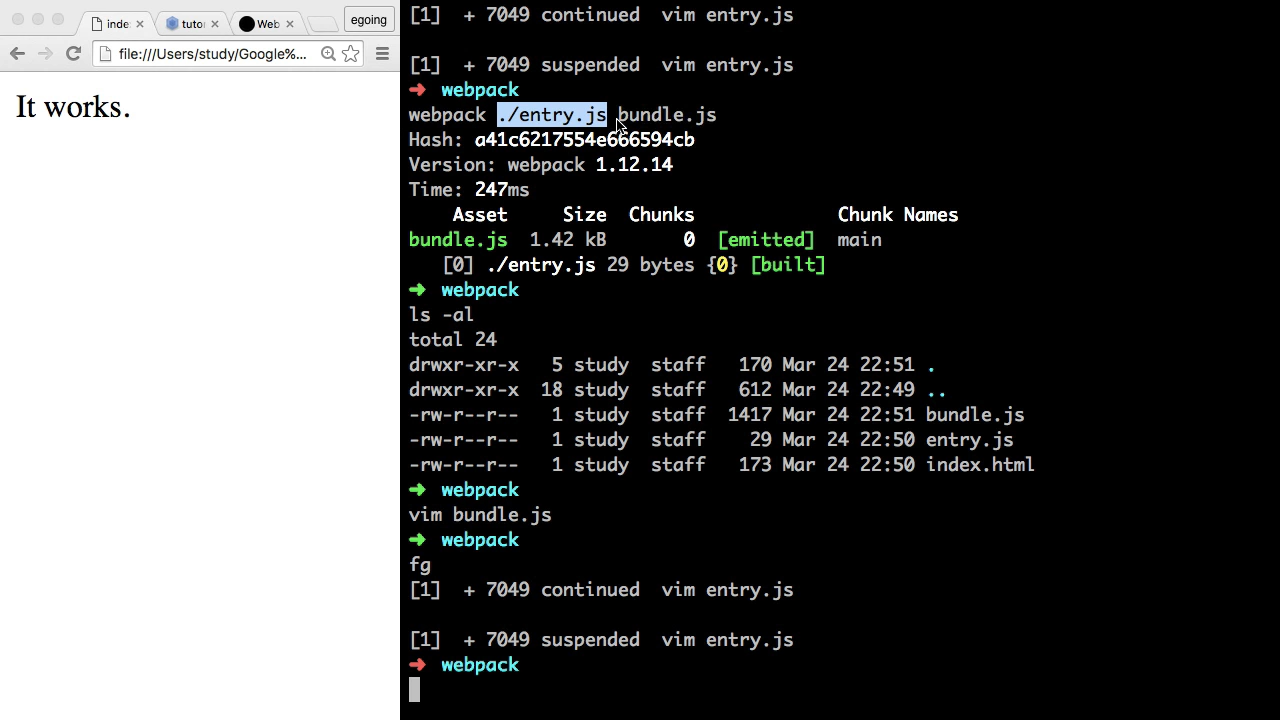 inde
tutor
Web
egoing
file:///Users/study/Google%...
It works.
[1]  + 7049 continued  vim entry.js
[1]  + 7049 suspended  vim entry.js
➜  webpack
webpack ./entry.js bundle.js
Hash: a41c6217554e666594cb
Version: webpack 1.12.14
Time: 247ms
Asset     Size  Chunks             Chunk Names
bundle.js  1.42 kB       0  [emitted]  main
[0] ./entry.js 29 bytes {0} [built]
➜  webpack
ls -al
total 24
drwxr-xr-x   5 study  staff   170 Mar 24 22:51 .
drwxr-xr-x  18 study  staff   612 Mar 24 22:49 ..
-rw-r--r--   1 study  staff  1417 Mar 24 22:51 bundle.js
-rw-r--r--   1 study  staff    29 Mar 24 22:50 entry.js
-rw-r--r--   1 study  staff   173 Mar 24 22:50 index.html
➜  webpack
vim bundle.js
➜  webpack
fg
[1]  + 7049 continued  vim entry.js
[1]  + 7049 suspended  vim entry.js
➜  webpack